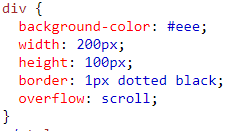 div {
  background-color: #eee;
  width: 200px;
  height: 100px;
  border: 1px dotted black;
  overflow: scroll;
}